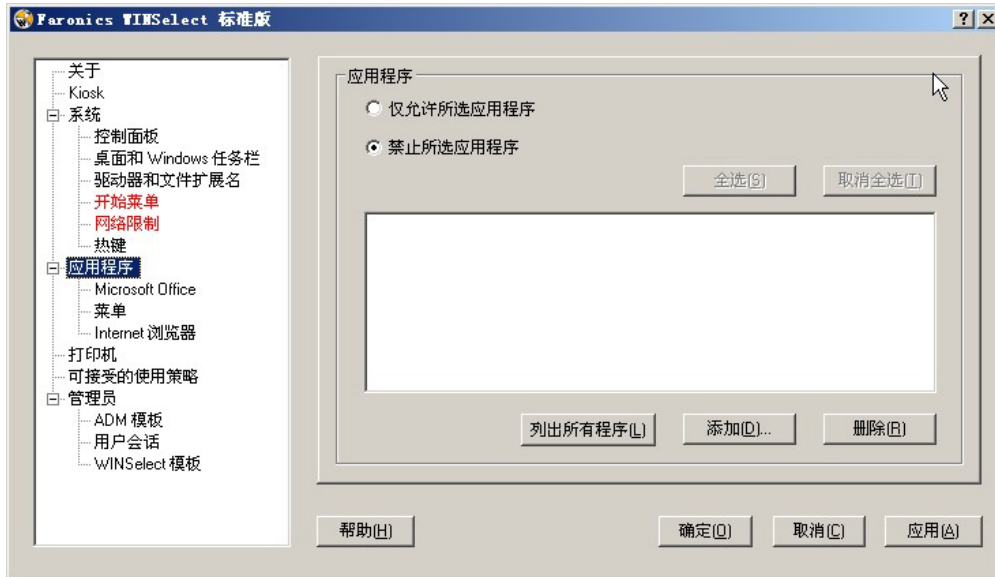 Faronics WINSelect 标准版
关于
Kiosk
系统
控制面板
桌面和 Windows 任务栏
驱动器和文件扩展名
开始菜单
网络限制
热键
应用程序
Microsoft Office
菜单
Internet 浏览器
打印机
可接受的使用策略
管理员
ADM 模板
用户会话
WINSelect 模板
应用程序
仅允许所选应用程序
禁止所选应用程序
全选(S) 取消全选(T)
列出所有程序(L) 添加(D)... 删除(R)
帮助(H) 确定(O) 取消(C) 应用(A)